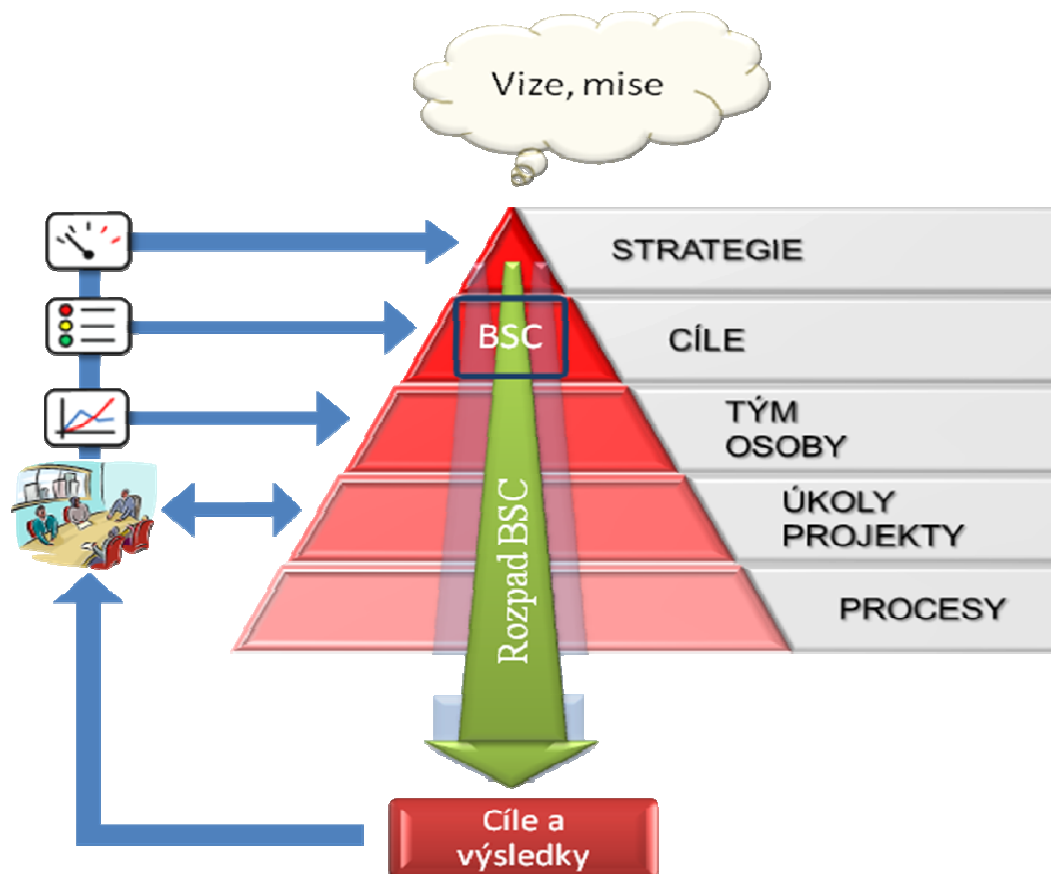 Vize, mise
STRATEGIE
BSC
CÍLE
TÝM
OSOBY
ÚKOLY
PROJEKTY
PROCESY
Rozpad BSC
Cíle a
výsledky